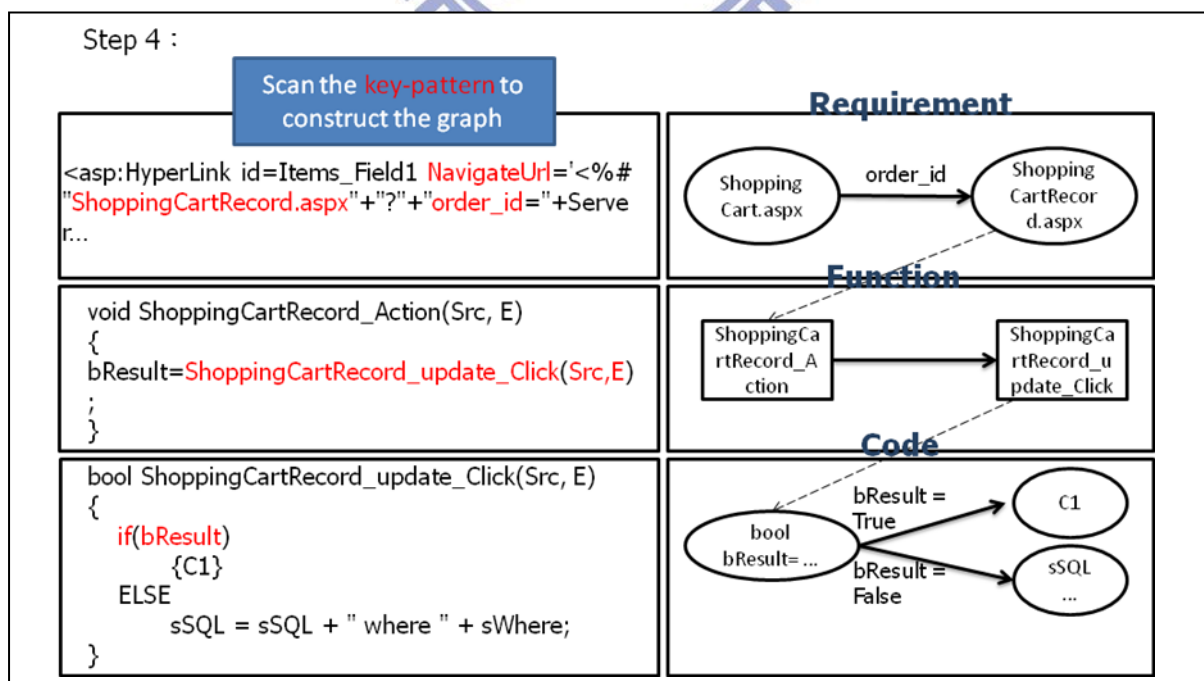 Step 4：
Scan the key-pattern to
construct the graph
<asp:HyperLink id=Items_Field1 NavigateUrl='<%#
"ShoppingCartRecord.aspx"+"?"+"order_id="+Serve
r...
Requirement
Shopping
Cart.aspx
order_id
Shopping
CartRecor
d.aspx
void ShoppingCartRecord_Action(Src, E)
{
bResult=ShoppingCartRecord_update_Click(Src,E)
;
}
Function
ShoppingCa
rtRecord_A
ction
ShoppingCa
rtRecord_u
pdate_Click
bool ShoppingCartRecord_update_Click(Src, E)
{
if(bResult)
{C1}
ELSE
sSQL = sSQL + " where " + sWhere;
}
Code
bool
bResult= ...
bResult =
True
C1
bResult =
False
sSQL
...